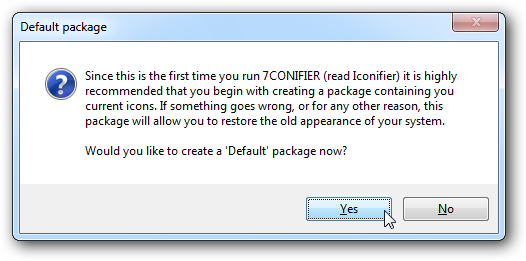 Default package
Since this is the first time you run 7CONIFIER (read Iconifier) it is highly
recommended that you begin with creating a package containing you
current icons. If something goes wrong, or for any other reason, this
package will allow you to restore the old appearance of your system.
Would you like to create a 'Default' package now?
Yes
No